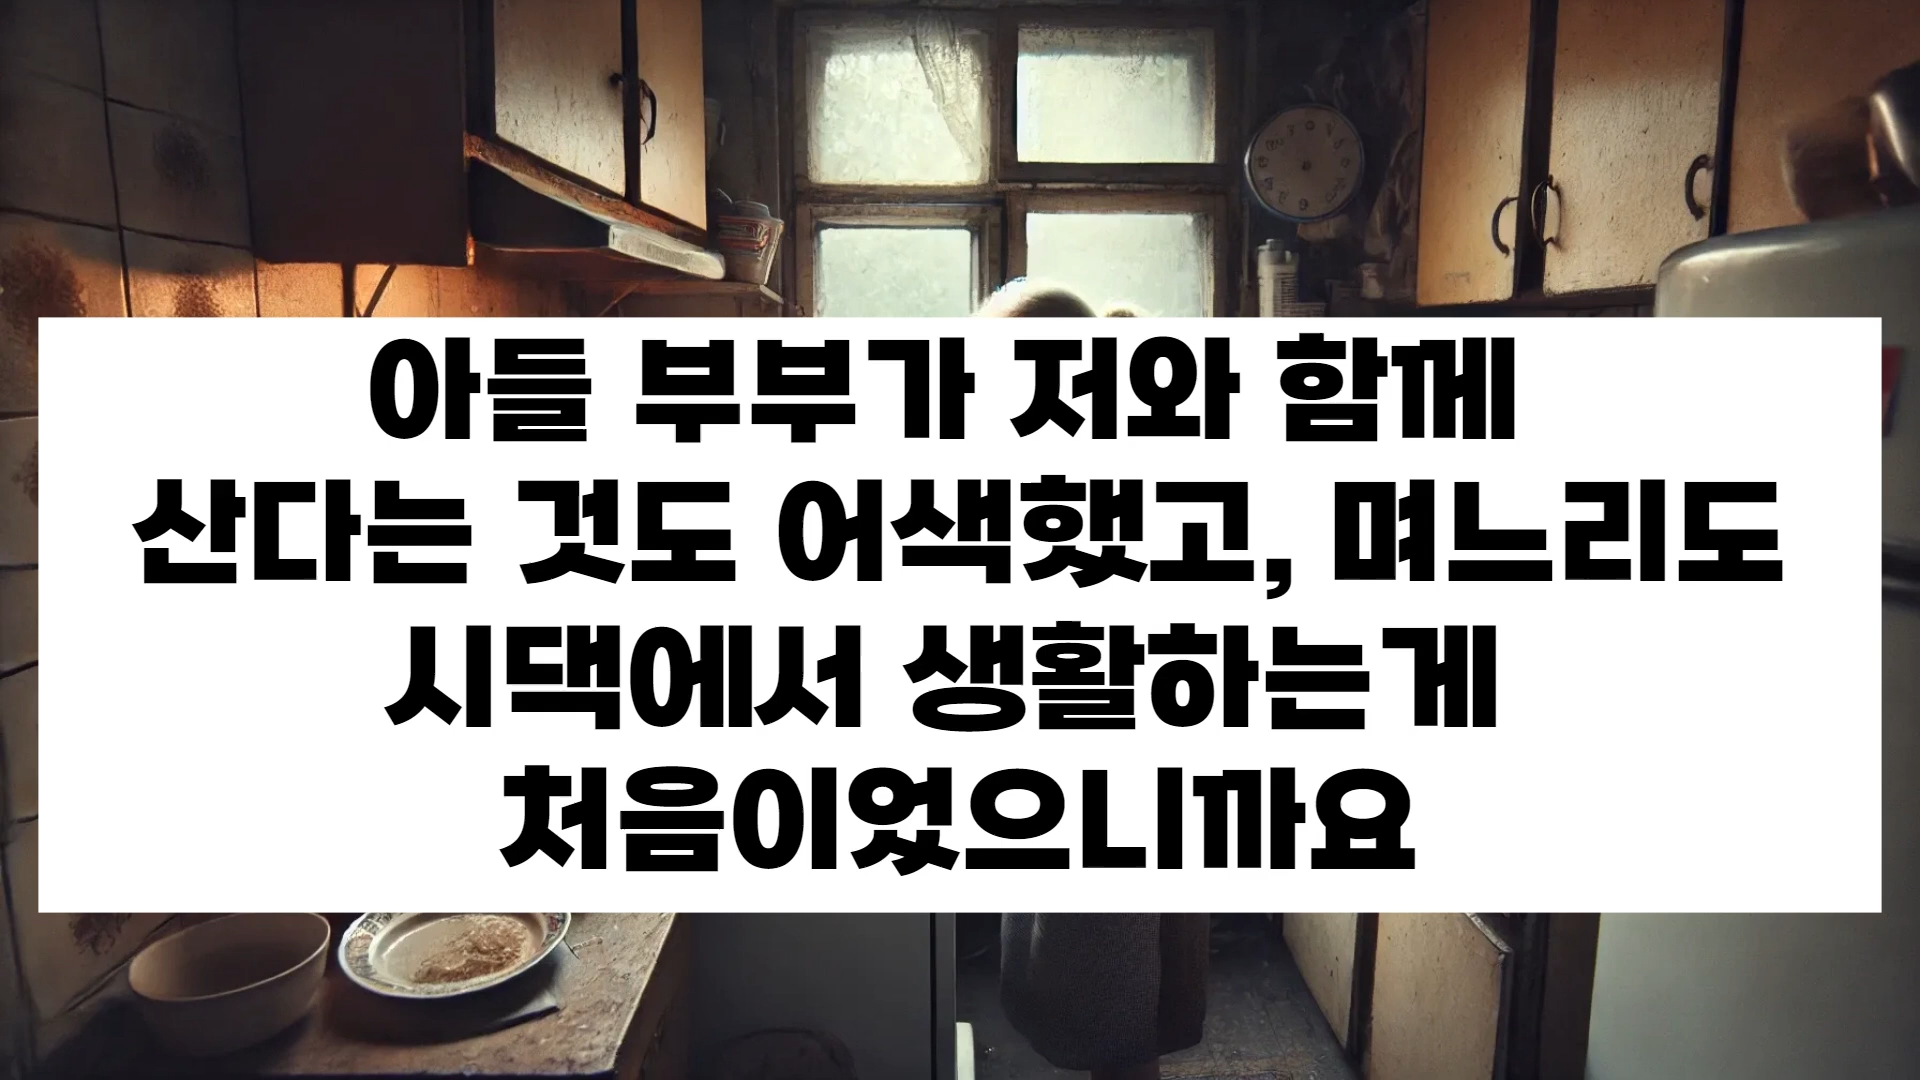 아들 부부가 저와 함께
산다는 것도 어색했고, 며느리도
시댁에서 생활하는게
처음이었으니까요